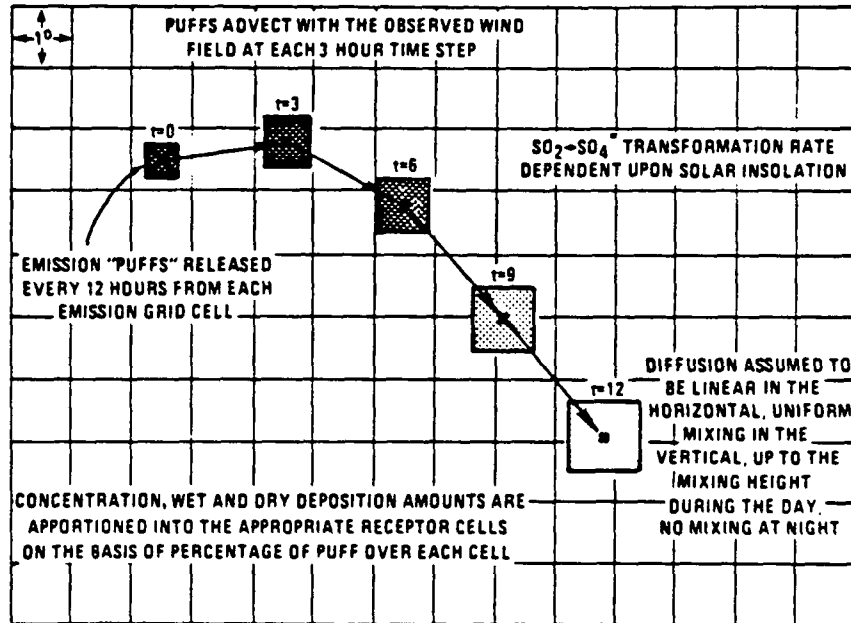 PUFFS ADVECT WITH THE OBSERVED WIND
FIELD AT EACH 3 HOUR TIME STEP
1°
t=0
t=3
t=6
SO2→SO4= TRANSFORMATION RATE
DEPENDENT UPON SOLAR INSOLATION
EMISSION "PUFFS" RELEASED
EVERY 12 HOURS FROM EACH
EMISSION GRID CELL
t=9
t=12
DIFFUSION ASSUMED TO
BE LINEAR IN THE
HORIZONTAL, UNIFORM
MIXING IN THE
VERTICAL, UP TO THE
MIXING HEIGHT
DURING THE DAY.
NO MIXING AT NIGHT
CONCENTRATION, WET AND DRY DEPOSITION AMOUNTS ARE
APPORTIONED INTO THE APPROPRIATE RECEPTOR CELLS
ON THE BASIS OF PERCENTAGE OF PUFF OVER EACH CELL